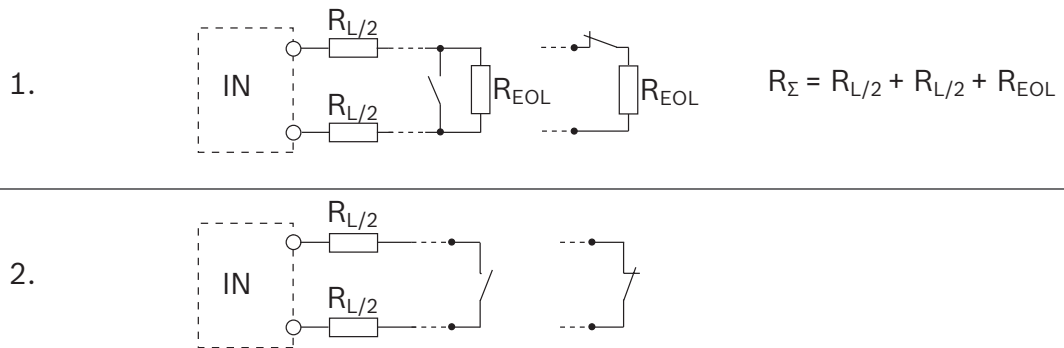 R_L/2
1. IN R_EOL R_EOL R_Σ = R_L/2 + R_L/2 + R_EOL
R_L/2
R_L/2
2. IN
R_L/2